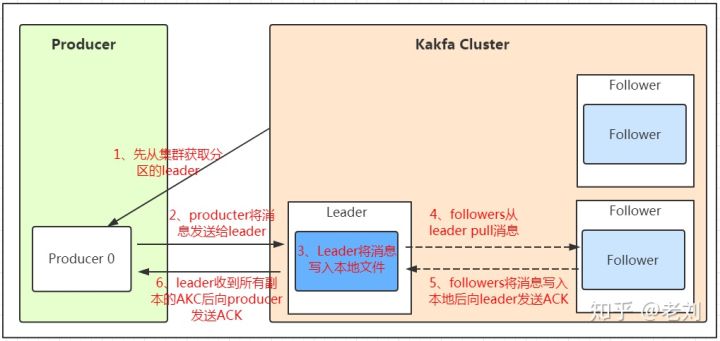 Producer
Kakfa Cluster
Follower
Follower
1、先从集群获取分
区的leader
2、producter将消
息发送给leader
Leader
4、followers从
leader pull消息
Follower
Producer 0
3、Leader将消息
写入本地文件
Follower
6、leader收到所有副
本的AKC后向producer
发送ACK
5、followers将消息写入
本地后向leader发送ACK
知乎 @老刘